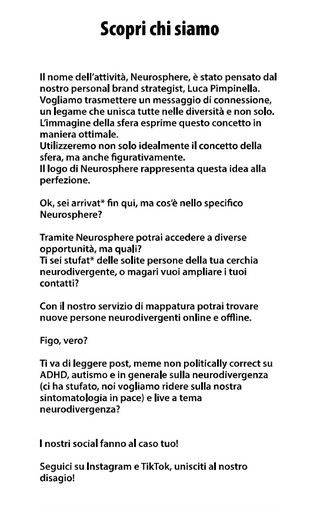 Scopri chi siamo
Il nome dell'attività, Neurosphere, è stato pensato dal
nostro personal brand strategist, Luca Pimpinella.
Vogliamo trasmettere un messaggio di connessione,
un legame che unisca tutte nelle diversità e non solo.
L'immagine della sfera esprime questo concetto in
maniera ottimale.
Utilizzeremo non solo idealmente il concetto della
sfera, ma anche figurativamente.
Il logo di Neurosphere rappresenta questa idea alla
perfezione.
Ok, sei arrivat* fin qui, ma cos'è nello specifico
Neurosphere?
Tramite Neurosphere potrai accedere a diverse
opportunità, ma quali?
Ti sei stufat* delle solite persone della tua cerchia
neurodivergente, o magari vuoi ampliare i tuoi
contatti?
Con il nostro servizio di mappatura potrai trovare
nuove persone neurodivergenti online e offline.
Figo, vero?
Ti va di leggere post, meme non politically correct su
ADHD, autismo e in generale sulla neurodivergenza
(ci ha stufato, noi vogliamo ridere sulla nostra
sintomatologia in pace) e live a tema
neurodivergenza?
I nostri social fanno al caso tuo!
Seguici su Instagram e TikTok, unisciti al nostro
disagio!